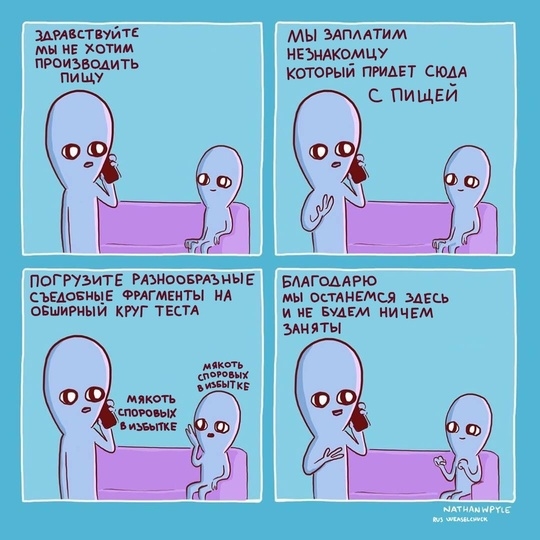 ЗДРАВСТВУЙТЕ
МЫ НЕ ХОТИМ
ПРОИЗВОДИТЬ
ПИЩУ
МЫ ЗАПЛАТИМ
НЕЗНАКОМЦУ
КОТОРЫЙ ПРИДЕТ СЮДА
С ПИЩЕЙ
ПОГРУЗИТЕ РАЗНООБРАЗНЫЕ
СЪЕДОБНЫЕ ФРАГМЕНТЫ НА
ОБШИРНЫЙ КРУГ ТЕСТА
МЯКОТЬ
СПОРОВЫХ
В ИЗБЫТКЕ
МЯКОТЬ
СПОРОВЫХ
В ИЗБЫТКЕ
БЛАГОДАРЮ
МЫ ОСТАНЕМСЯ ЗДЕСЬ
И НЕ БУДЕМ НИЧЕМ
ЗАНЯТЫ
NATHANWPYLE
RUS WEASELCHUCK